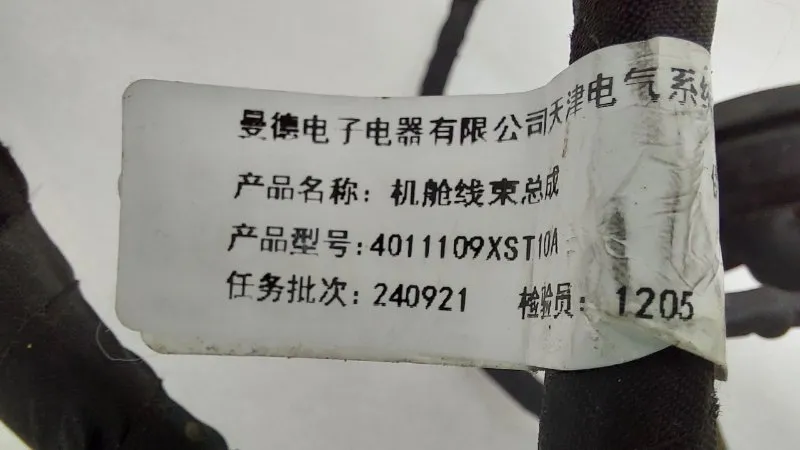 曼德电子电器有限公司天津电气系统
产品名称：机舱线束总成
产品型号:4011109XST10A
任务批次:240921 检验员：1205